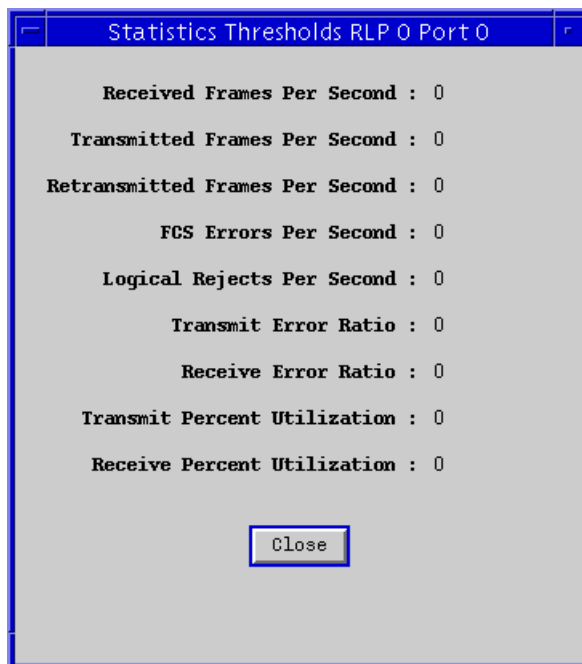 Statistics Thresholds RLP 0 Port 0
Received Frames Per Second : 0
Transmitted Frames Per Second : 0
Retransmitted Frames Per Second : 0
FCS Errors Per Second : 0
Logical Rejects Per Second : 0
Transmit Error Ratio : 0
Receive Error Ratio : 0
Transmit Percent Utilization : 0
Receive Percent Utilization : 0
Close